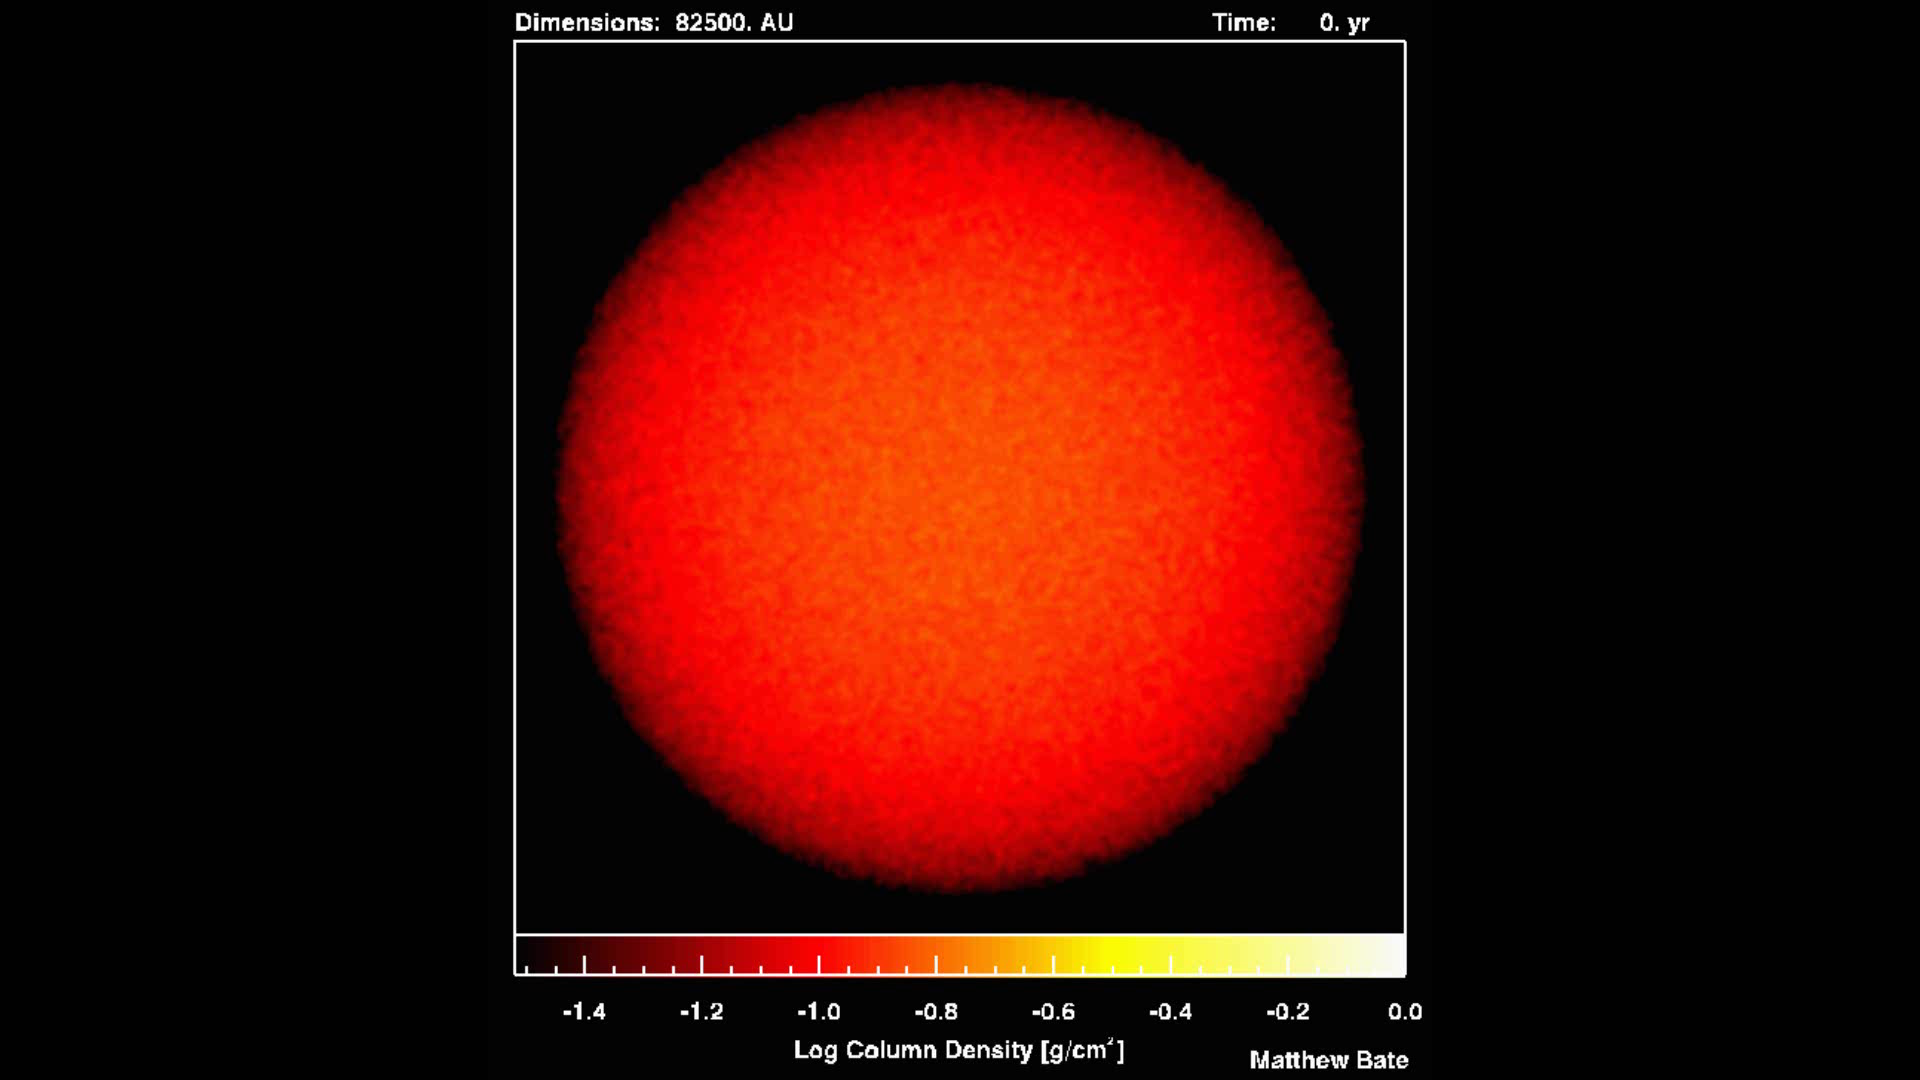 Dimensions: 82500. AU
Time: 0. yr
-1.4 -1.2 -1.0 -0.8 -0.6 -0.4 -0.2 0.0
Log Column Density [g/cm²]
Matthew Bate